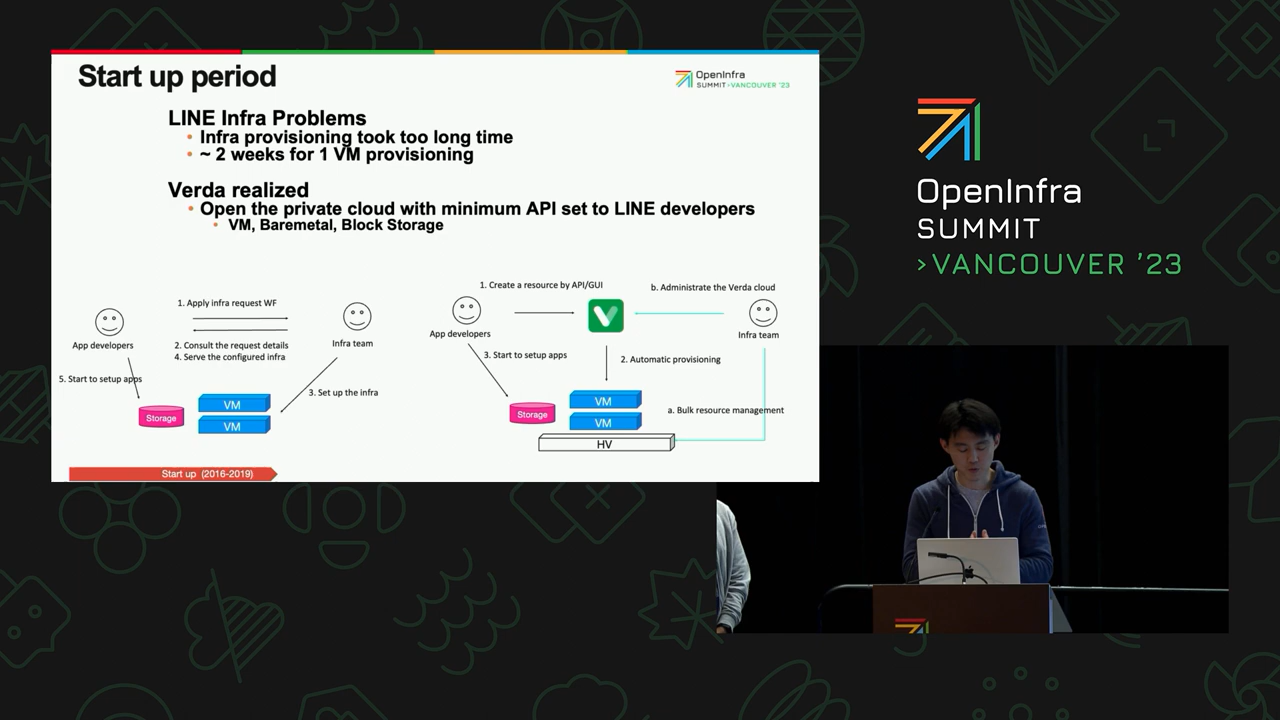 Start up period
OpenInfra
SUMMIT >VANCOUVER '23
LINE Infra Problems
• Infra provisioning took too long time
• ~ 2 weeks for 1 VM provisioning
Verda realized
• Open the private cloud with minimum API set to LINE developers
• VM, Baremetal, Block Storage
1. Apply infra request WF
App developers
Infra team
2. Consult the request details
4. Serve the configured infra
5. Start to setup apps
3. Set up the infra
Storage
VM
VM
1. Create a resource by API/GUI
b. Administrate the Verda cloud
App developers
Infra team
3. Start to setup apps
2. Automatic provisioning
a. Bulk resource management
Storage
VM
VM
HV
Start up (2016-2019)
OpenInfra
SUMMIT
>VANCOUVER '23